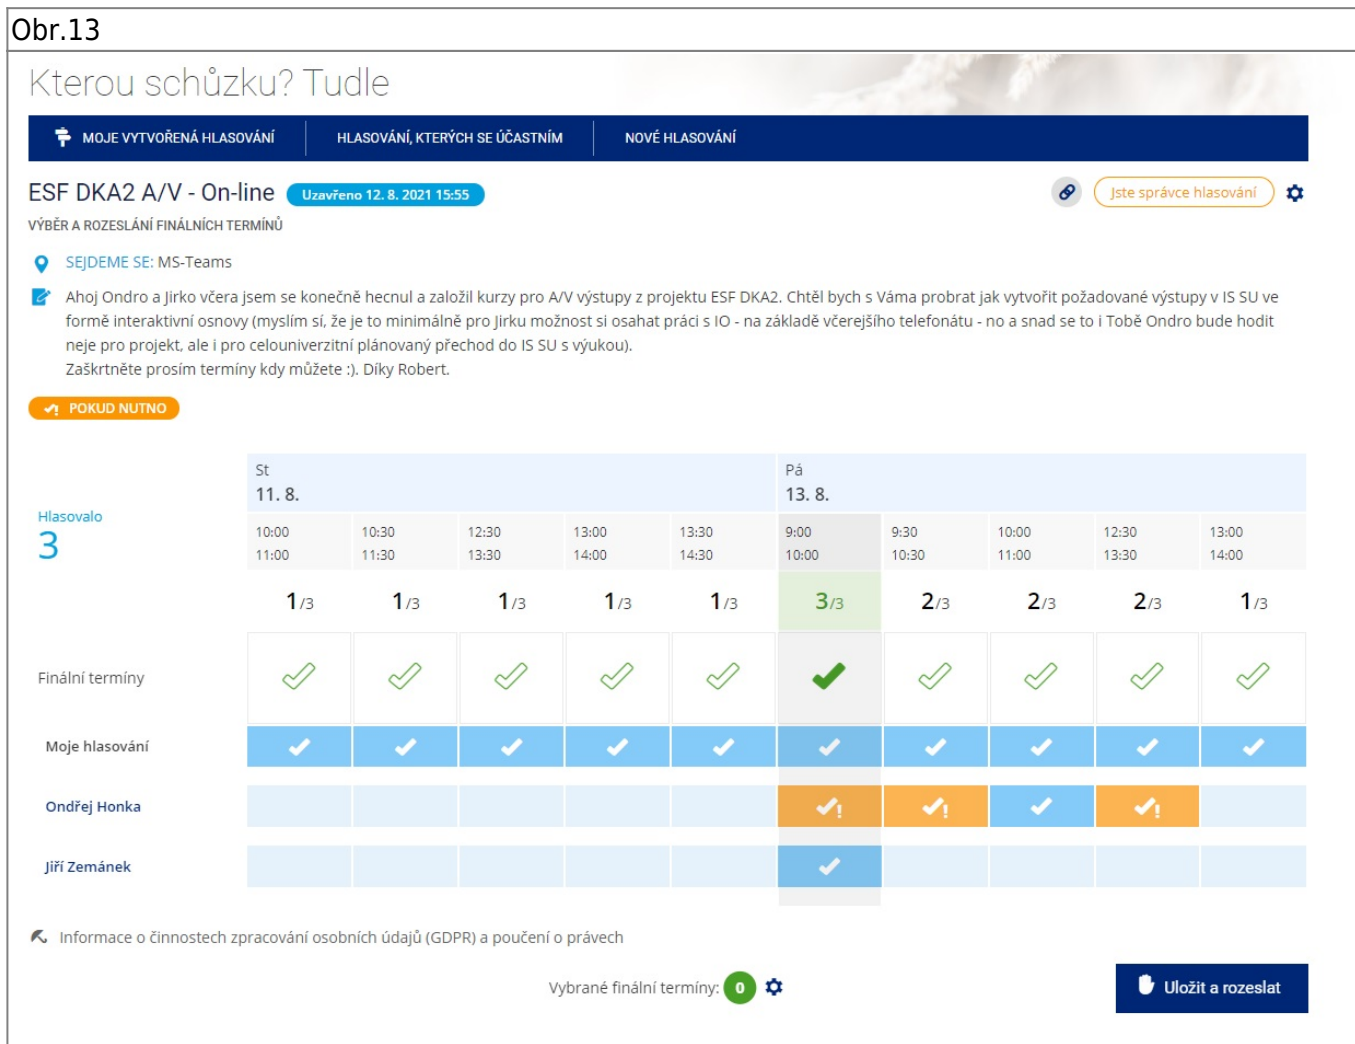 Obr.13
Kterou schůzku? Tudle
MOJE VYTVOŘENÁ HLASOVÁNÍ HLASOVÁNÍ, KTERÝCH SE ÚČASTNÍM NOVÉ HLASOVÁNÍ
ESF DKA2 A/V - On-line Uzavřeno 12. 8. 2021 15:55 Jste správce hlasování
VÝBĚR A ROZESLÁNÍ FINÁLNÍCH TERMÍNŮ
SEJDEME SE: MS-Teams
Ahoj Ondro a Jirko včera jsem se konečně hecnul a založil kurzy pro A/V výstupy z projektu ESF DKA2. Chtěl bych s Váma probrat jak vytvořit požadované výstupy v IS SU ve
formě interaktivní osnovy (myslím sí, že je to minimálně pro Jirku možnost si osahat práci s IO - na základě včerejšího telefonátu - no a snad se to i Tobě Ondro bude hodit
neje pro projekt, ale i pro celouniverzitní plánovaný přechod do IS SU s výukou).
Zaškrtněte prosím termíny kdy můžete :). Díky Robert.
POKUD NUTNO
St Pá
11. 8. 13. 8.
Hlasovalo
3
10:00 10:30 12:30 13:00 13:30 9:00 9:30 10:00 12:30 13:00
11:00 11:30 13:30 14:00 14:30 10:00 10:30 11:00 13:30 14:00
1/3 1/3 1/3 1/3 1/3 3/3 2/3 2/3 2/3 1/3
Finální termíny
Moje hlasování
Ondřej Honka
Jiří Zemánek
Informace o činnostech zpracování osobních údajů (GDPR) a poučení o právech
Vybrané finální termíny: 0 Uložit a rozeslat